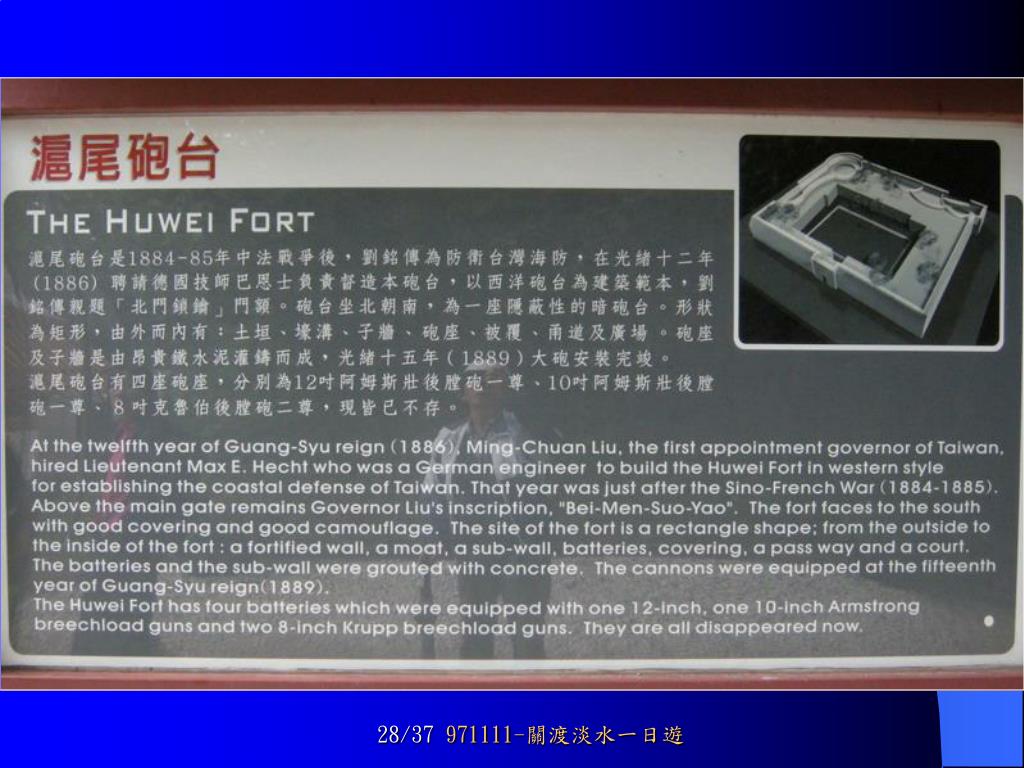 滬尾砲台
THE HUWEI FORT
滬尾砲台是1884-85年中法戰爭後，劉銘傳為防衛台灣海防，在光緒十二年
(1886) 聘請德國技師巴恩士負責督造本砲台，以西洋砲台為建築範本，劉
銘傳親題「北門鎖鑰」門額。砲台坐北朝南，為一座隱蔽性的暗砲台。形狀
為矩形，由外而內有：土垣、壕溝、子牆、砲座、被覆、甬道及廣場。砲座
及子牆是由昂貴鐵水泥灌鑄而成，光緒十五年(1889)大砲安裝完竣。
滬尾砲台有四座砲座，分別為12吋阿姆斯壯後膛砲一尊、10吋阿姆斯壯後膛
砲一尊、8吋克魯伯後膛砲二尊，現皆已不存。
At the twelfth year of Guang-Syu reign (1886), Ming-Chuan Liu, the first appointment governor of Taiwan,
hired Lieutenant Max E. Hecht who was a German engineer to build the Huwei Fort in western style
for establishing the coastal defense of Taiwan. That year was just after the Sino-French War (1884-1885).
Above the main gate remains Governor Liu's inscription, "Bei-Men-Suo-Yao". The fort faces to the south
with good covering and good camouflage. The site of the fort is a rectangle shape; from the outside to
the inside of the fort : a fortified wall, a moat, a sub-wall, batteries, covering, a pass way and a court.
The batteries and the sub-wall were grouted with concrete. The cannons were equipped at the fifteenth
year of Guang-Syu reign(1889).
The Huwei Fort has four batteries which were equipped with one 12-inch, one 10-inch Armstrong
breechload guns and two 8-inch Krupp breechload guns. They are all disappeared now.
28/37 971111-關渡淡水一日遊